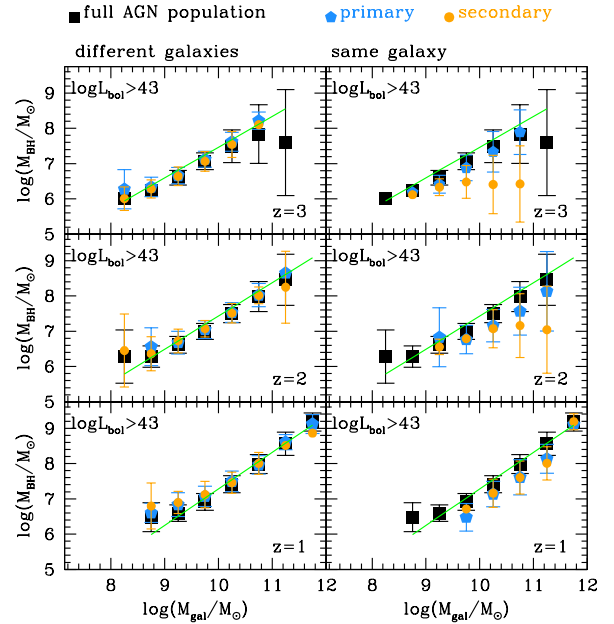 full AGN population primary secondary
different galaxies same galaxy
logL_bol>43 logL_bol>43
9
8
7
6
5
log(M_BH/M_⊙)
z=3 z=3
logL_bol>43 logL_bol>43
9
8
7
6
5
log(M_BH/M_⊙)
z=2 z=2
logL_bol>43 logL_bol>43
9
8
7
6
5
log(M_BH/M_⊙)
z=1 z=1
8 9 10 11 12 8 9 10 11 12
log(M_gal/M_⊙) log(M_gal/M_⊙)